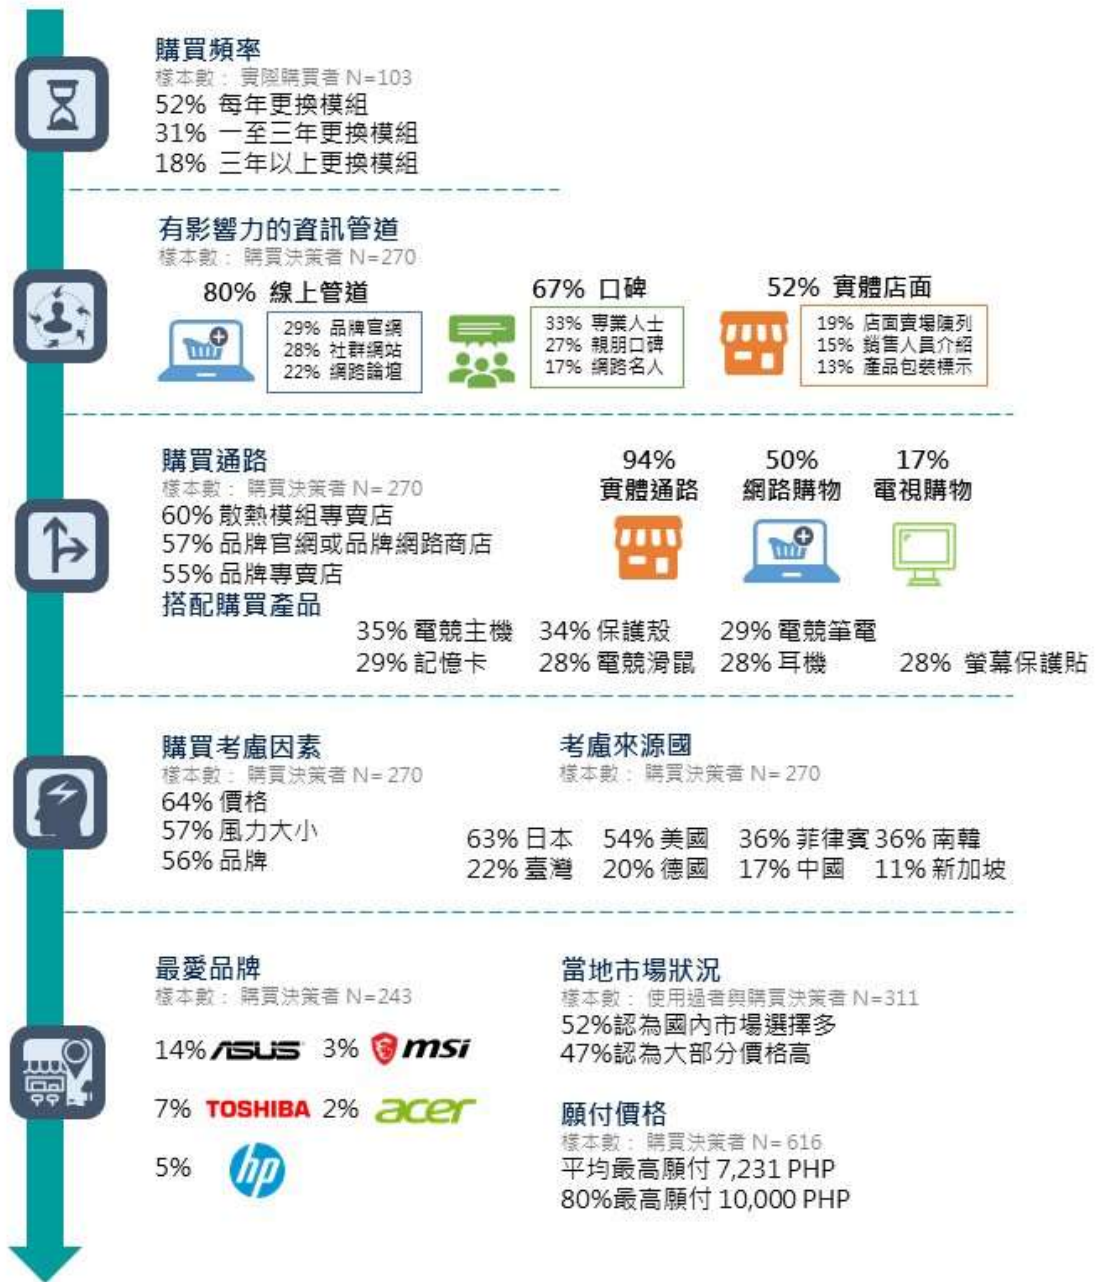 購買頻率
樣本數： 實際購買者 N=103
52% 每年更換模組
31% 一至三年更換模組
18% 三年以上更換模組
有影響力的資訊管道
樣本數： 購買決策者 N=270
80% 線上管道
29% 品牌官網
28% 社群網站
22% 網路論壇
67% 口碑
33% 專業人士
27% 親朋口碑
17% 網路名人
52% 實體店面
19% 店面賣場陳列
15% 銷售人員介紹
13% 產品包裝標示
購買通路
樣本數： 購買決策者 N= 270
60% 散熱模組專賣店
57% 品牌官網或品牌網路商店
55% 品牌專賣店
94%
實體通路
50%
網路購物
17%
電視購物
搭配購買產品
35% 電競主機 34% 保護殼 29% 電競筆電
29% 記憶卡 28% 電競滑鼠 28% 耳機 28% 螢幕保護貼
購買考慮因素
樣本數： 購買決策者 N= 270
64% 價格
57% 風力大小
56% 品牌
考慮來源國
樣本數： 購買決策者 N= 270
63% 日本 54% 美國 36% 菲律賓 36% 南韓
22% 臺灣 20% 德國 17% 中國 11% 新加坡
最愛品牌
樣本數： 購買決策者 N=243
14% ASUS 3% msi
7% TOSHIBA 2% acer
5% hp
當地市場狀況
樣本數： 使用過者與購買決策者 N=311
52%認為國內市場選擇多
47%認為大部分價格高
願付價格
樣本數： 購買決策者 N= 616
平均最高願付 7,231 PHP
80%最高願付 10,000 PHP